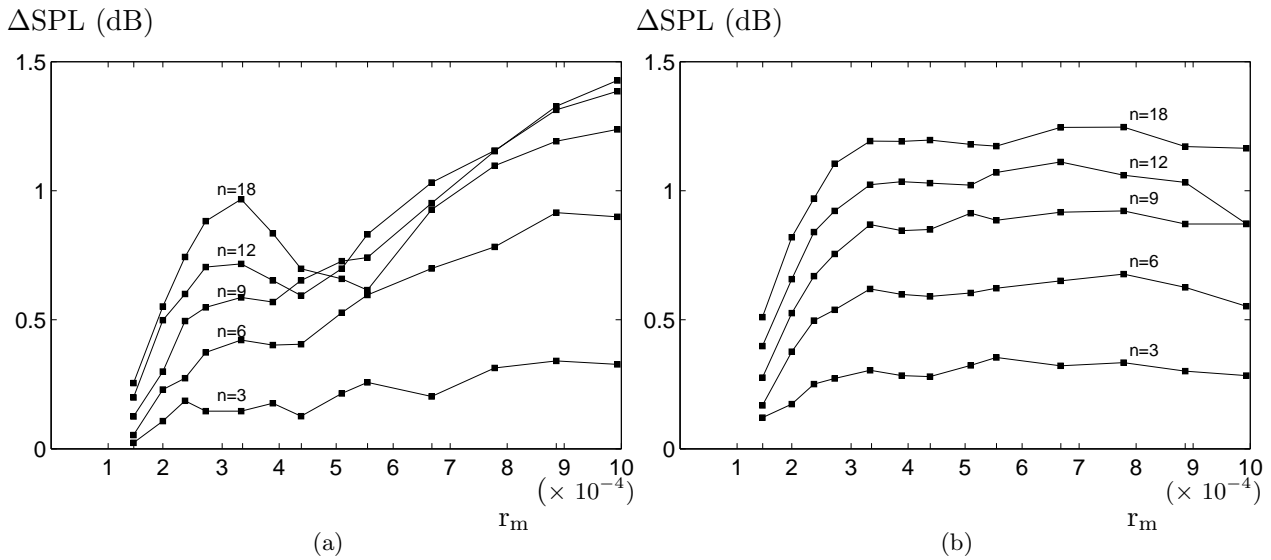 ΔSPL (dB)
1.5
1
0.5
0
n=18
n=12
n=9
n=6
n=3
1 2 3 4 5 6 7 8 9 10
(× 10⁻⁴)
rₘ
(a)
ΔSPL (dB)
1.5
1
0.5
0
n=18
n=12
n=9
n=6
n=3
1 2 3 4 5 6 7 8 9 10
(× 10⁻⁴)
rₘ
(b)